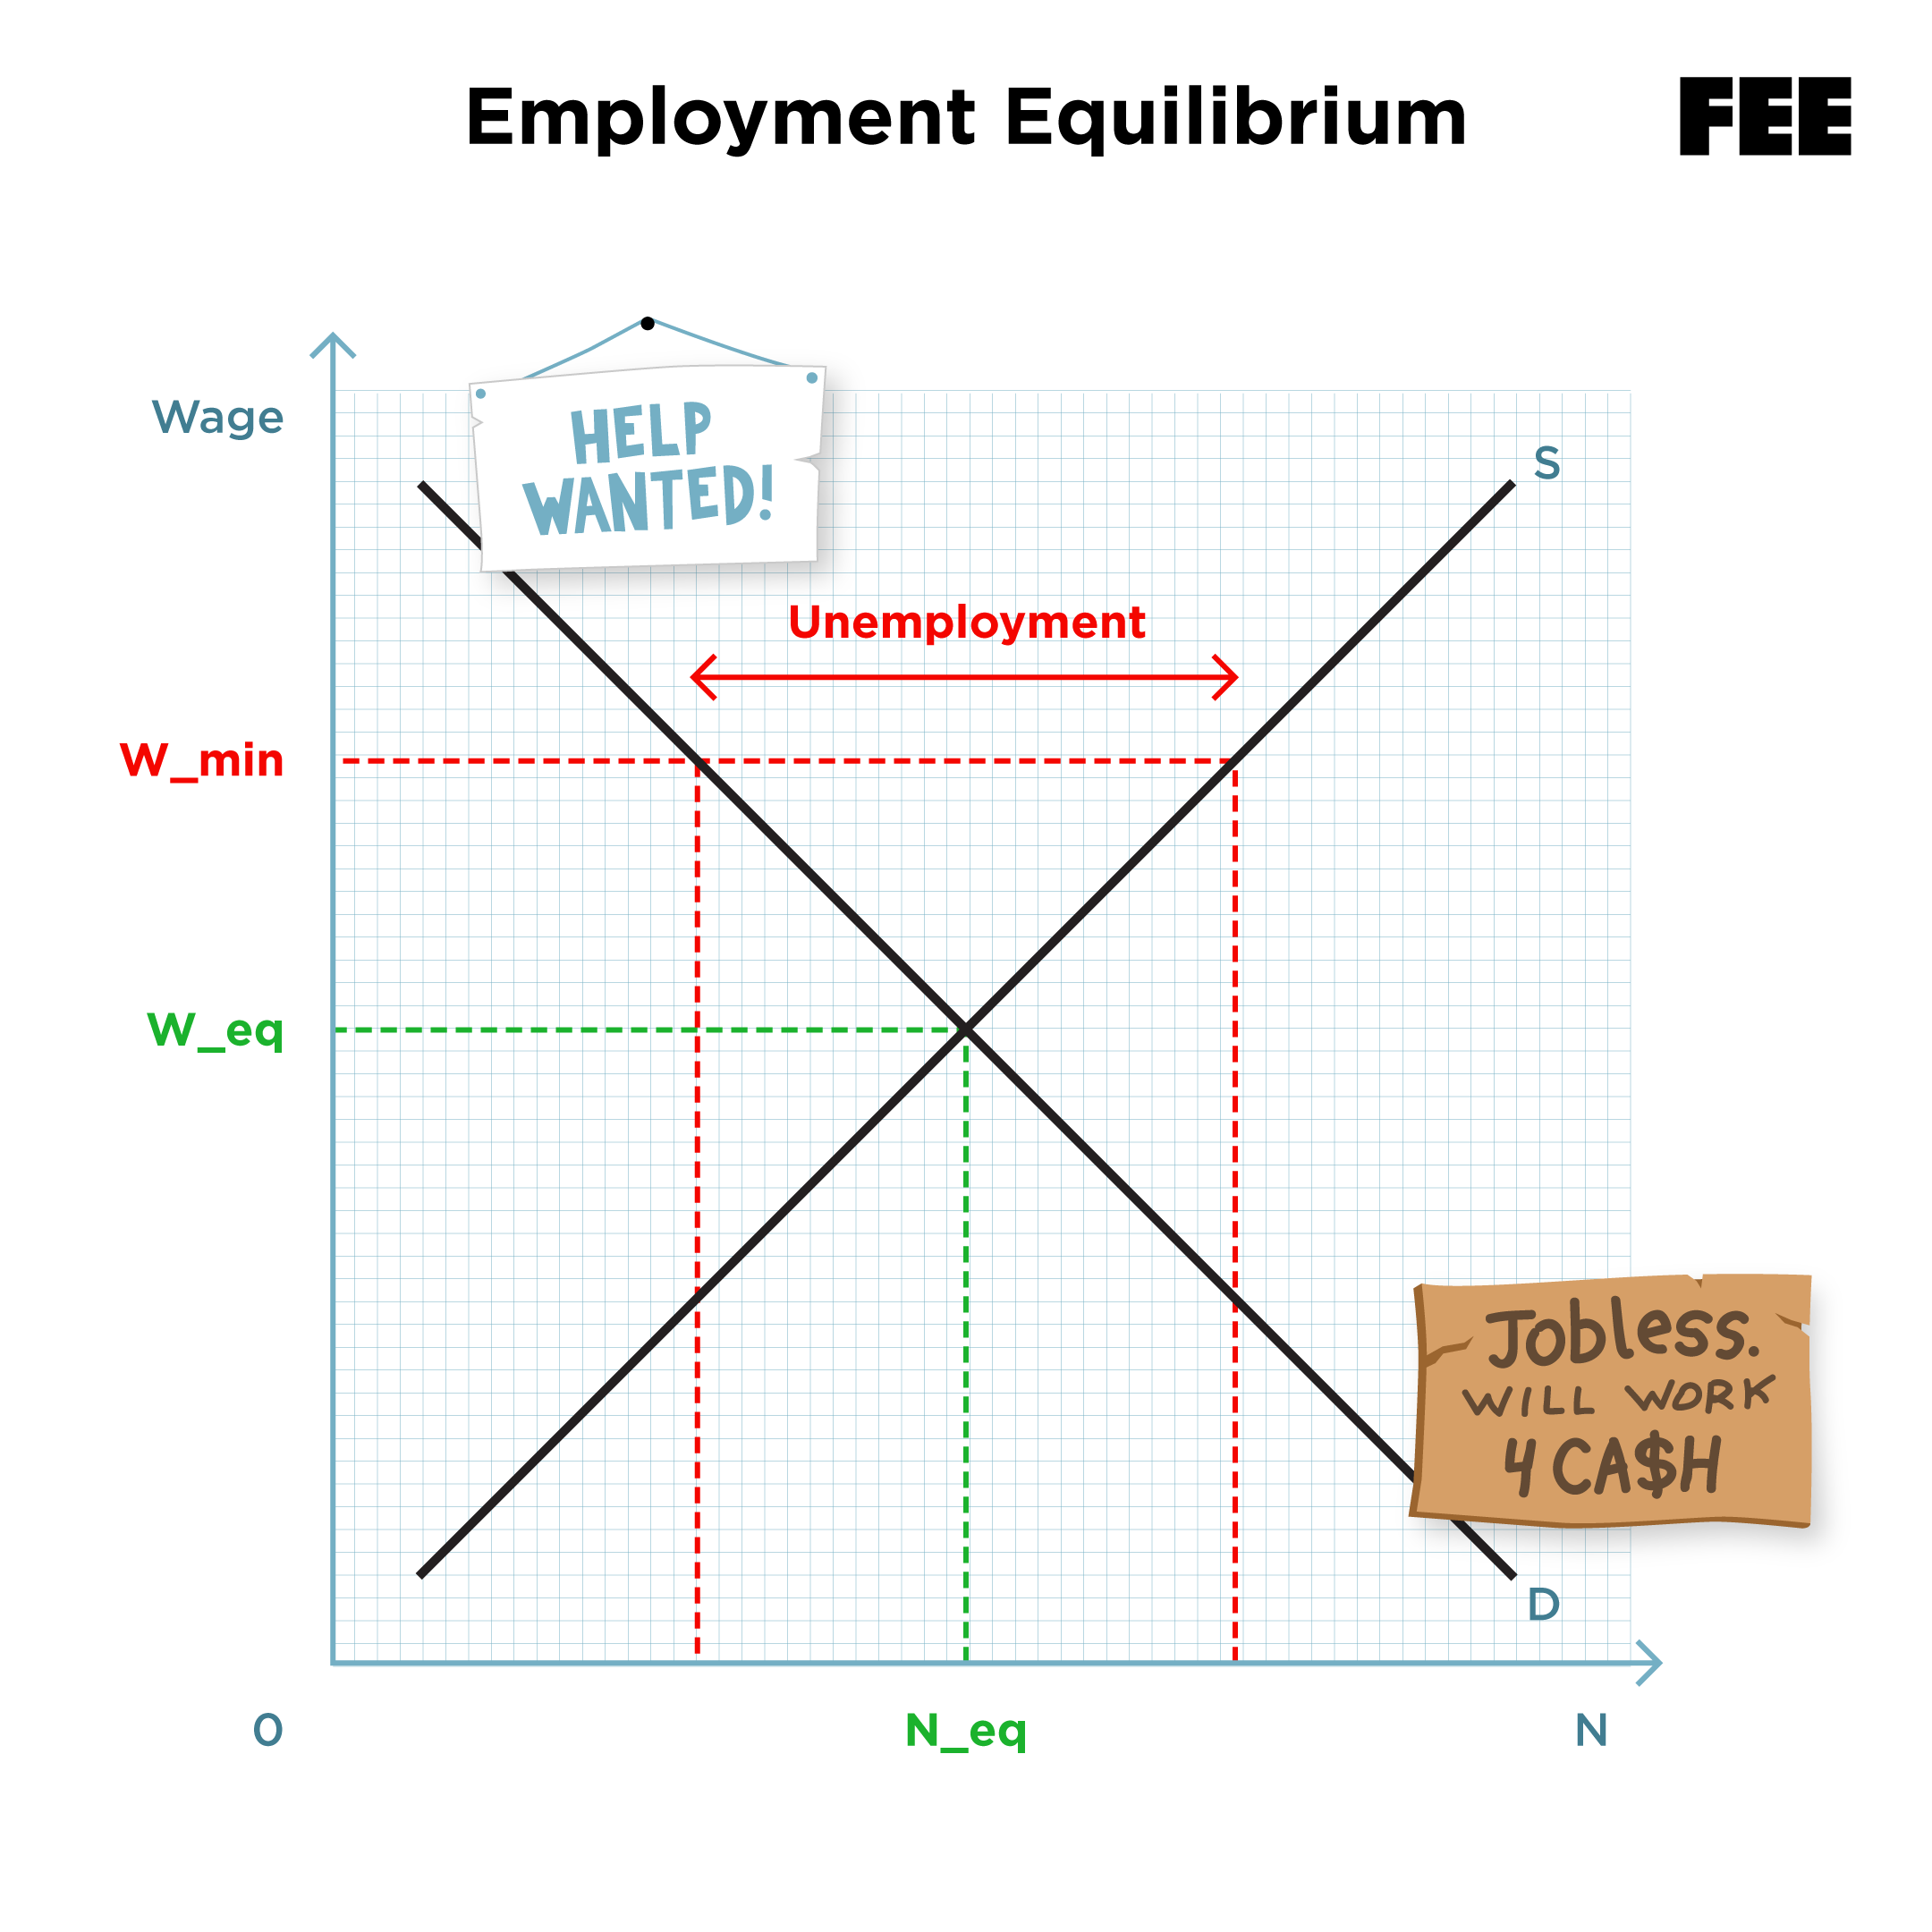 Employment Equilibrium
FEE
Wage
HELP
WANTED!
S
Unemployment
W_min
W_eq
Jobless.
WILL WORK
4 CA$H
D
O
N_eq
N